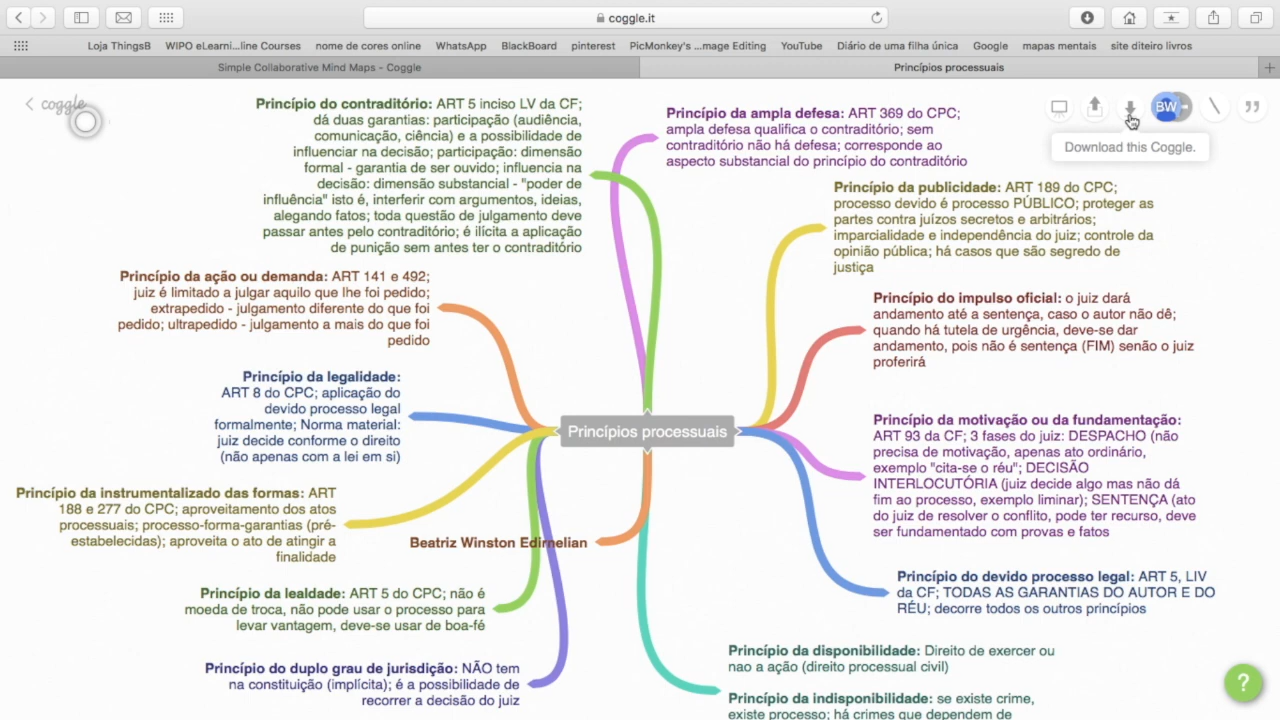 coggle.it
Loja ThingsB
WIPO eLearni...line Courses
nome de cores online
WhatsApp
BlackBoard
pinterest
PicMonkey's ...mage Editing
YouTube
Diário de uma filha única
Google
mapas mentais
site diteiro livros
Simple Collaborative Mind Maps - Coggle
Princípios processuais
coggle
BW
Download this Coggle.
Princípio do contraditório: ART 5 inciso LV da CF;
dá duas garantias: participação (audiência,
comunicação, ciência) e a possibilidade de
influenciar na decisão; participação: dimensão
formal - garantia de ser ouvido; influencia na
decisão: dimensão substancial - "poder de
influência" isto é, interferir com argumentos, ideias,
alegando fatos; toda questão de julgamento deve
passar antes pelo contraditório; é ilícita a aplicação
de punição sem antes ter o contraditório
Princípio da ampla defesa: ART 369 do CPC;
ampla defesa qualifica o contraditório; sem
contraditório não há defesa; corresponde ao
aspecto substancial do princípio do contraditório
Princípio da publicidade: ART 189 do CPC;
processo devido é processo PÚBLICO; proteger as
partes contra juízos secretos e arbitrários;
imparcialidade e independência do juiz; controle da
opinião pública; há casos que são segredo de
justiça
Princípio da ação ou demanda: ART 141 e 492;
juiz é limitado a julgar aquilo que lhe foi pedido;
extrapedido - julgamento diferente do que foi
pedido; ultrapedido - julgamento a mais do que foi
pedido
Princípio do impulso oficial: o juiz dará
andamento até a sentença, caso o autor não dê;
quando há tutela de urgência, deve-se dar
andamento, pois não é sentença (FIM) senão o juiz
proferirá
Princípio da legalidade:
ART 8 do CPC; aplicação do
devido processo legal
formalmente; Norma material:
juiz decide conforme o direito
(não apenas com a lei em si)
Princípios processuais
Princípio da motivação ou da fundamentação:
ART 93 da CF; 3 fases do juiz: DESPACHO (não
precisa de motivação, apenas ato ordinário,
exemplo "cita-se o réu"; DECISÃO
INTERLOCUTÓRIA (juiz decide algo mas não dá
fim ao processo, exemplo liminar); SENTENÇA (ato
do juiz de resolver o conflito, pode ter recurso, deve
ser fundamentado com provas e fatos
Princípio da instrumentalizado das formas: ART
188 e 277 do CPC; aproveitamento dos atos
processuais; processo-forma-garantias (pré-
estabelecidas); aproveita o ato de atingir a
finalidade
Beatriz Winston Edirnelian
Princípio da lealdade: ART 5 do CPC; não é
moeda de troca, não pode usar o processo para
levar vantagem, deve-se usar de boa-fé
Princípio do devido processo legal: ART 5, LIV
da CF; TODAS AS GARANTIAS DO AUTOR E DO
RÉU; decorre todos os outros princípios
Princípio do duplo grau de jurisdição: NÃO tem
na constituição (implícita); é a possibilidade de
recorrer a decisão do juiz
Princípio da disponibilidade: Direito de exercer ou
nao a ação (direito processual civil)
Princípio da indisponibilidade: se existe crime,
existe processo; há crimes que dependem de
?